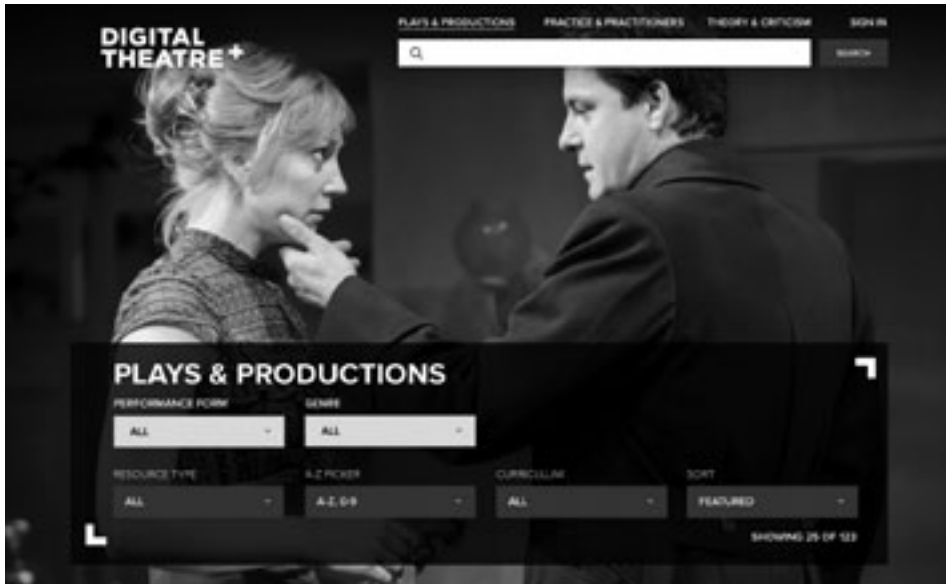 DIGITAL
THEATRE+
PLAYS & PRODUCTIONS PRACTICE & PRACTITIONERS THEORY & CRITICISM SIGN IN
SEARCH
PLAYS & PRODUCTIONS
PERFORMANCE FORM GENRE
ALL ALL
RESOURCE TYPE A-Z PICKER CURRICULUM SORT
ALL A-Z, 0-9 ALL FEATURED
SHOWING 25 OF 123